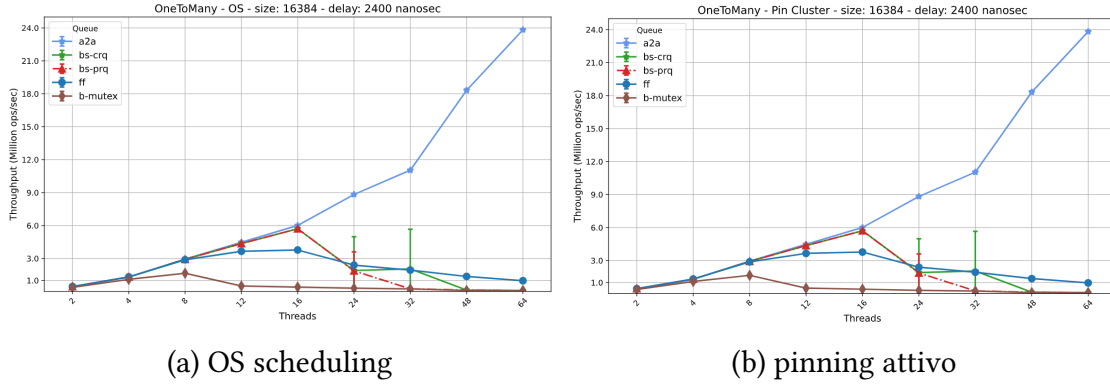 OneToMany - OS - size: 16384 - delay: 2400 nanosec
Throughput (Million ops/sec)
24.0
21.0
18.0
15.0
12.0
9.0
6.0
3.0
1.0
Queue
a2a
bs-crq
bs-prq
ff
b-mutex
2 4 8 12 16 24 32 48 64
Threads
(a) OS scheduling
OneToMany - Pin Cluster - size: 16384 - delay: 2400 nanosec
Throughput (Million ops/sec)
24.0
21.0
18.0
15.0
12.0
9.0
6.0
3.0
1.0
Queue
a2a
bs-crq
bs-prq
ff
b-mutex
2 4 8 12 16 24 32 48 64
Threads
(b) pinning attivo